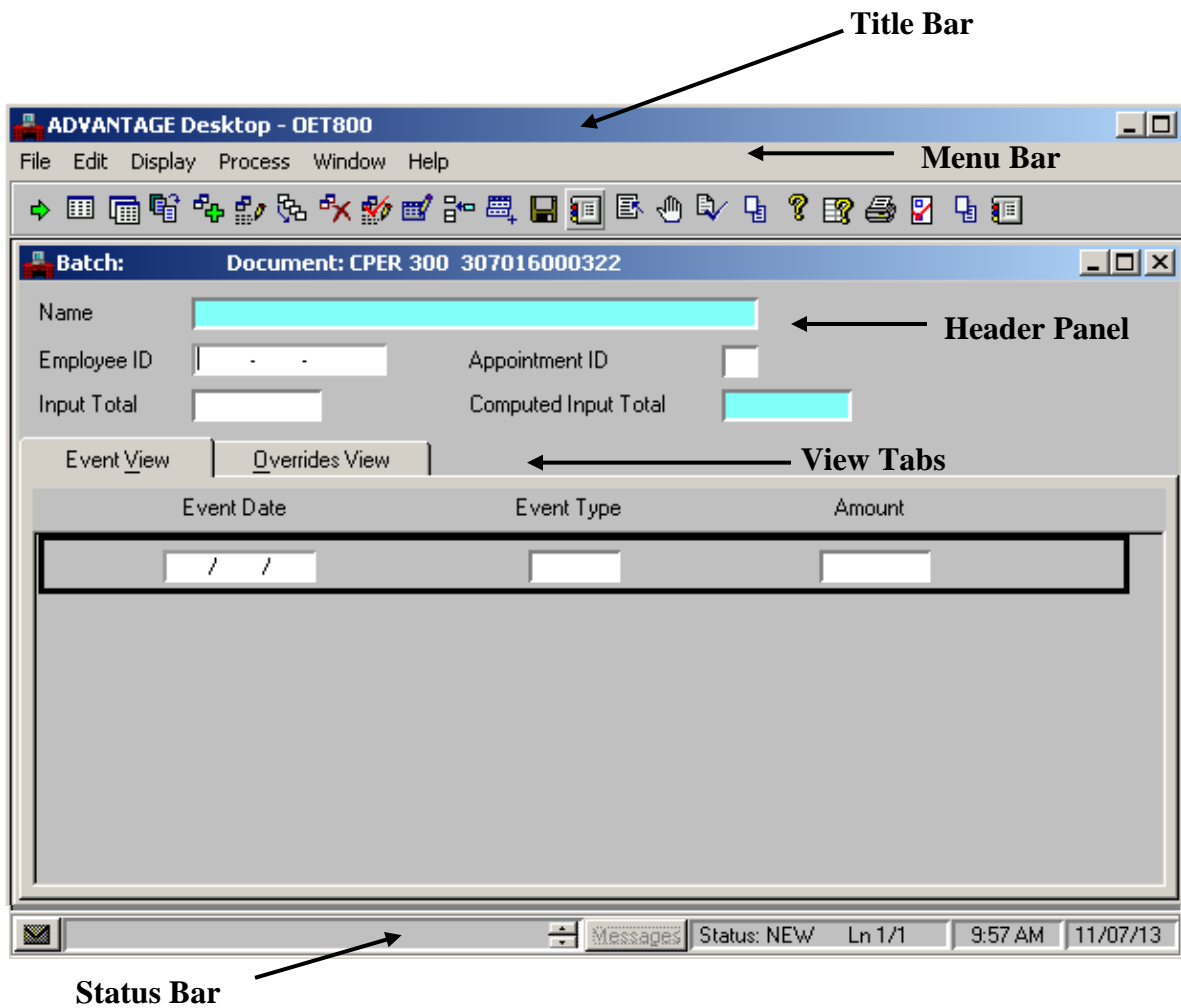 Title Bar
ADVANTAGE Desktop - OET800
File Edit Display Process Window Help
Menu Bar
Batch: Document: CPER 300 307016000322
Name
Header Panel
Employee ID - - Appointment ID
Input Total Computed Input Total
Event View Overrides View
View Tabs
Event Date Event Type Amount
/ /
Messages Status: NEW Ln 1/1 9:57 AM 11/07/13
Status Bar